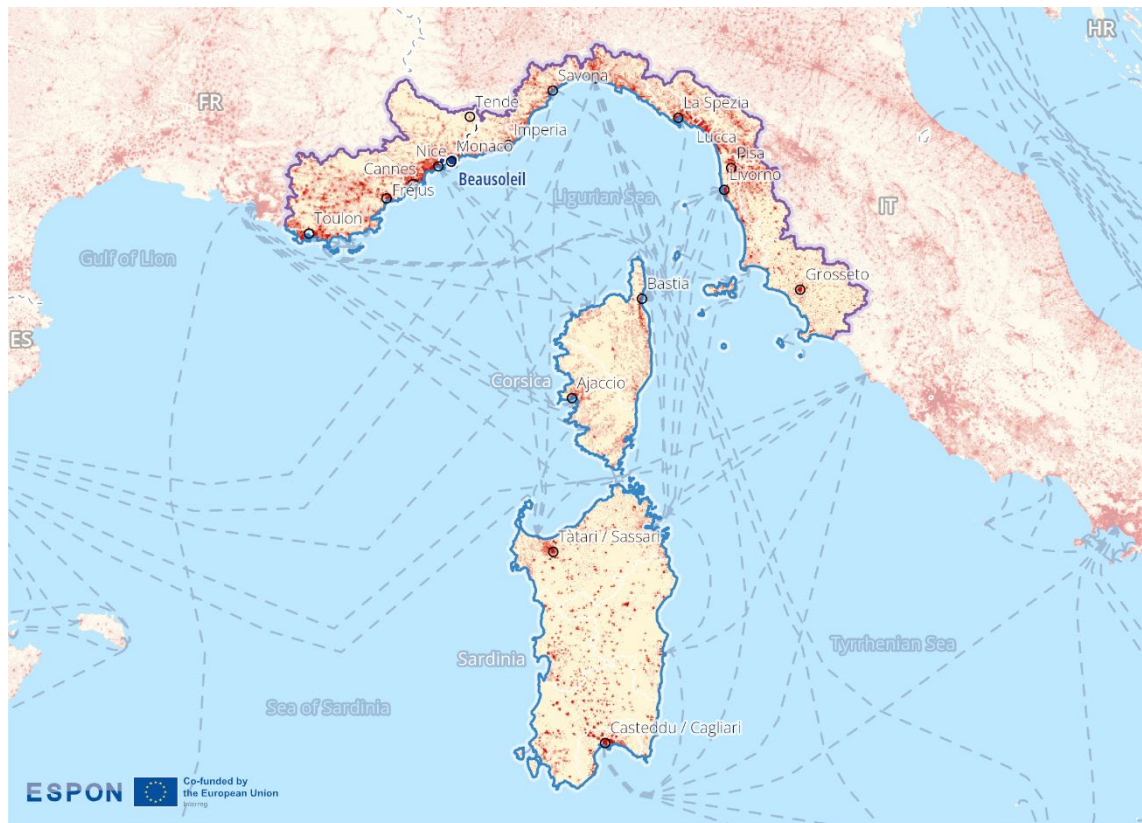 HR
Savona
FR
Tende
La Spezia
Imperia
Lucca
Nice
Monaco
Pisa
Cannes
Beausoleil
Livorno
Fréjus
Ligurian Sea
IT
Toulon
Gulf of Lion
Grosseto
Bastia
ES
Corsica
Ajaccio
Tatari / Sassari
Tyrrhenian Sea
Sardinia
Sea of Sardinia
Casteddu / Cagliari
ESPON
Co-funded by
the European Union
Interreg